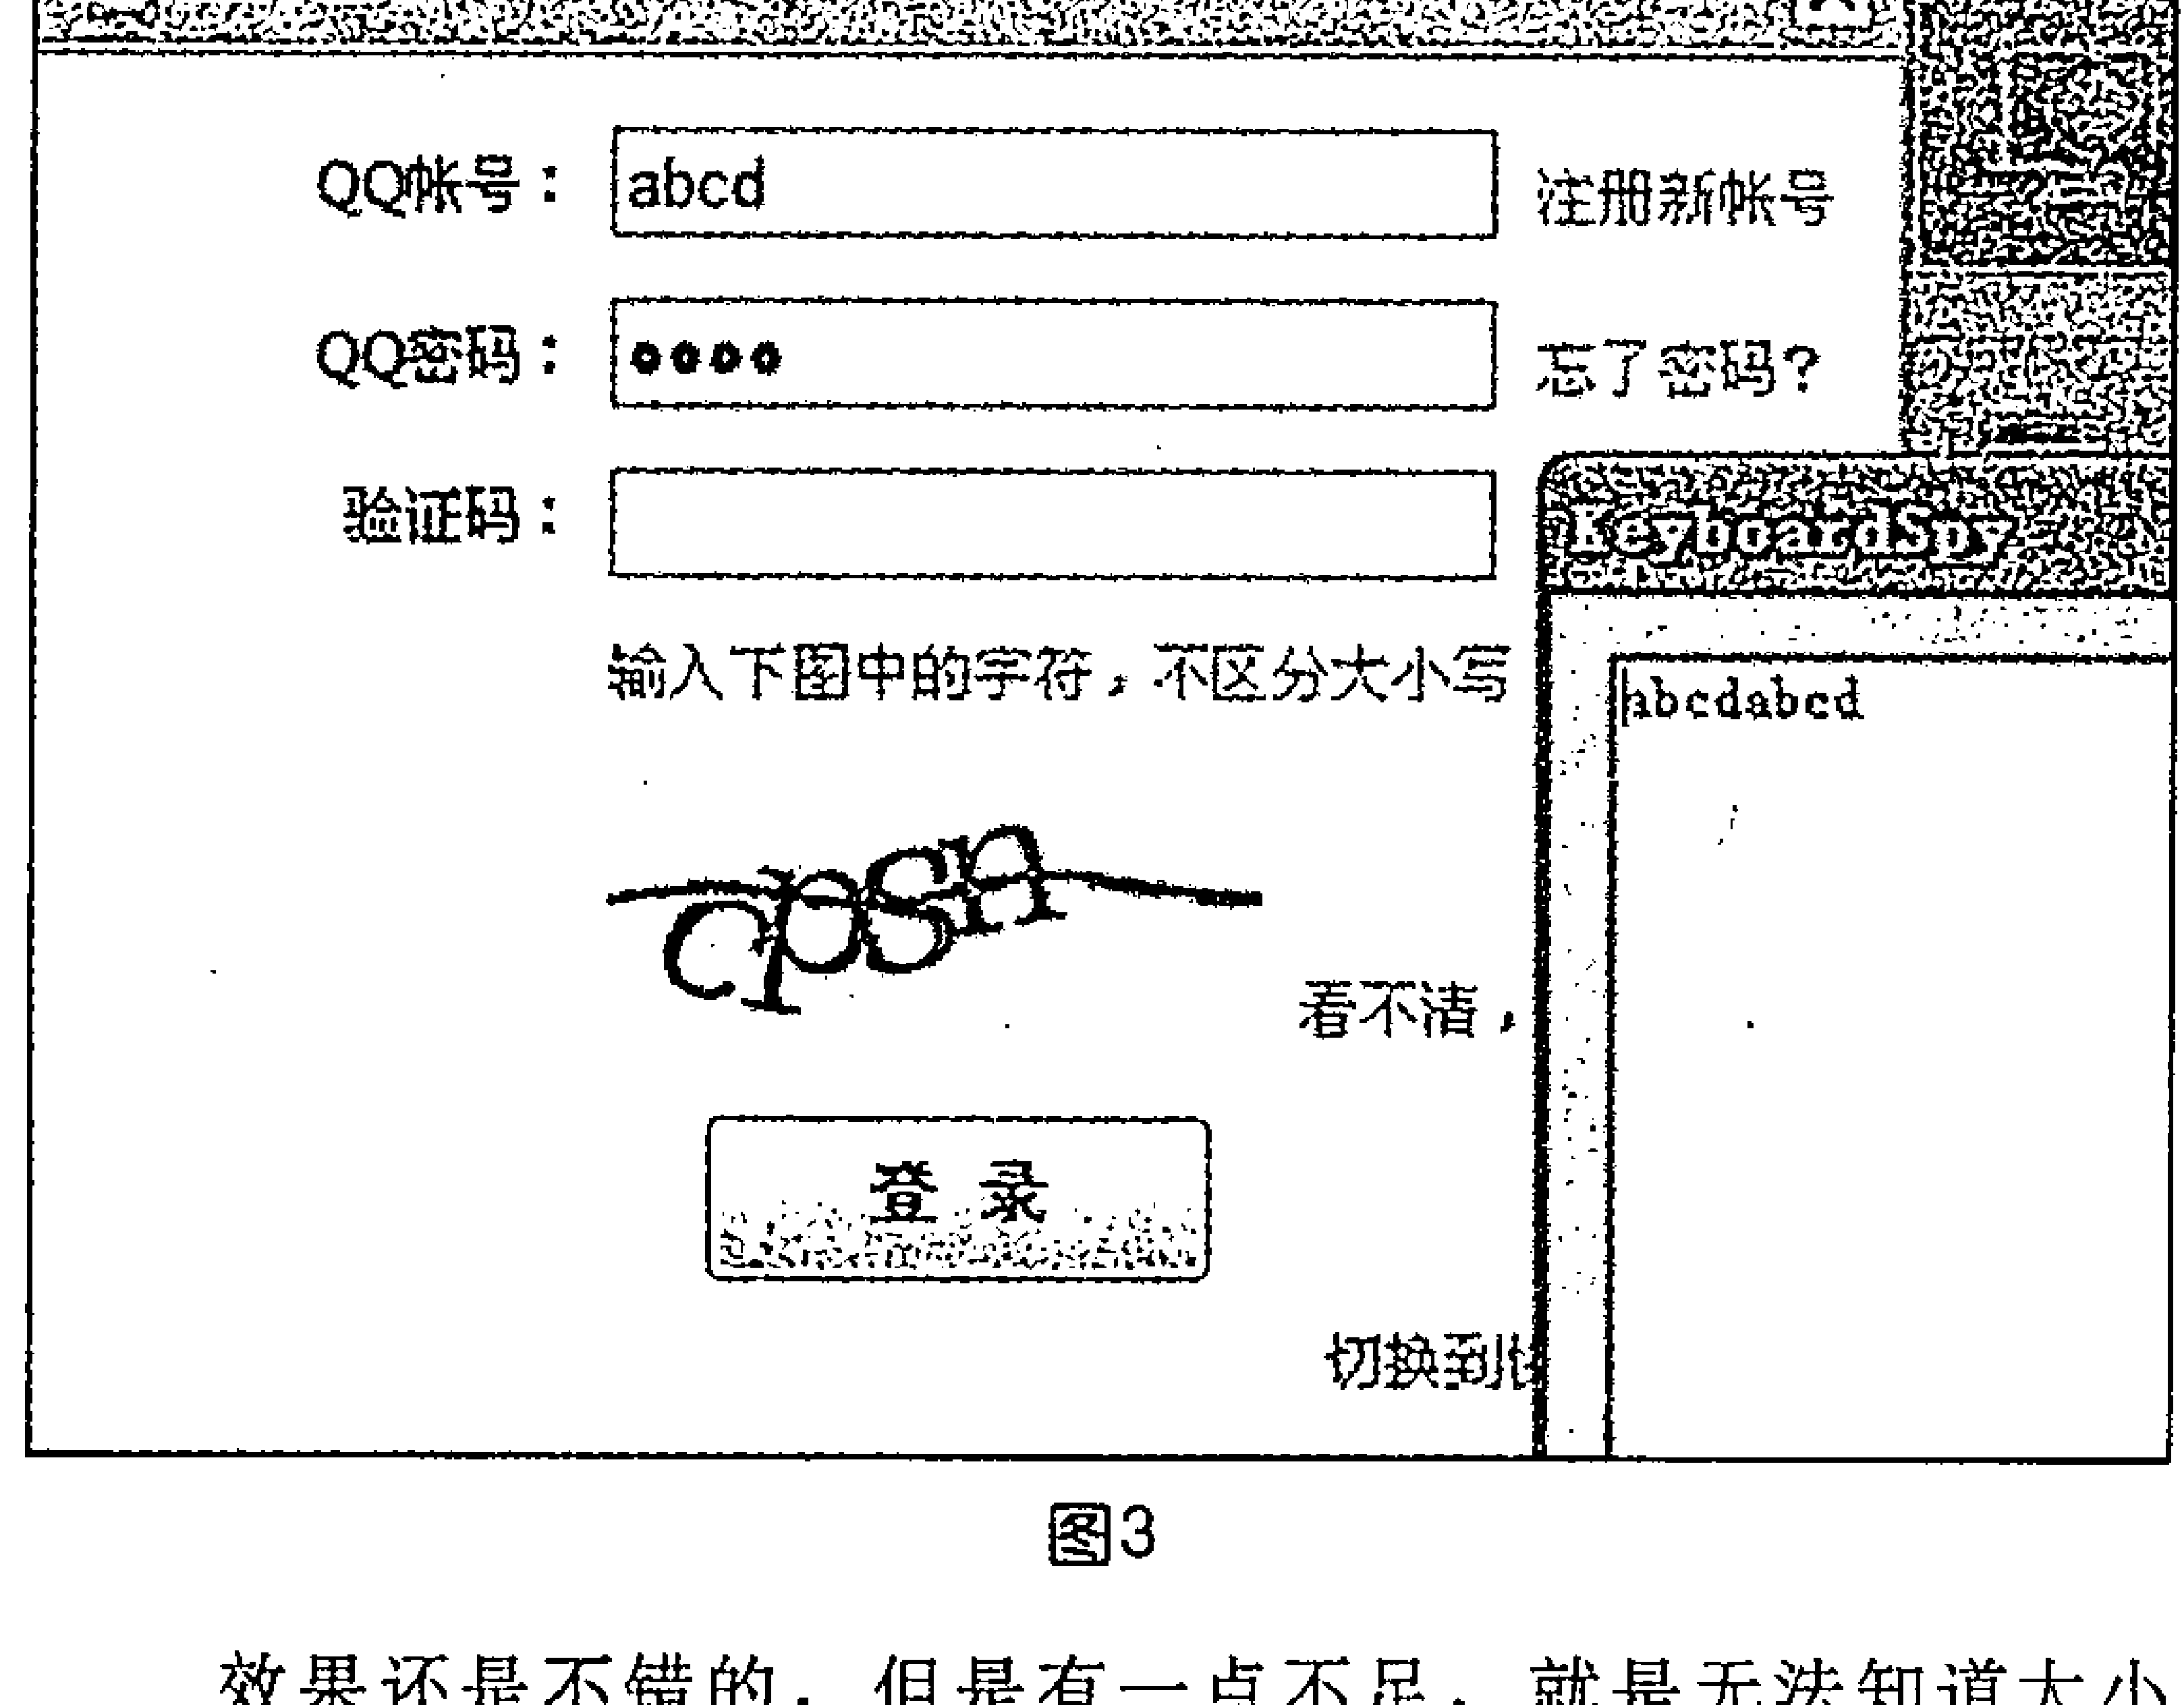 QQ帐号： abcd 注册新帐号
QQ密码： 忘了密码？
验证码：
KeyboardSpy
输入下图中的字符，不区分大小写
abcdabcd
cpsn
看不清，
登 录
切换到
图3
效果还是不错的，但是有一点不足，就是无法知道大小